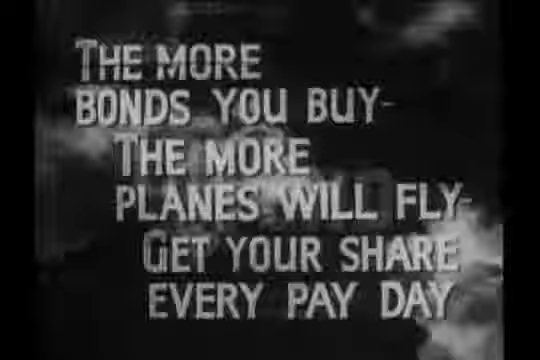 THE MORE
BONDS YOU BUY-
THE MORE
PLANES WILL FLY-
GET YOUR SHARE
EVERY PAY DAY